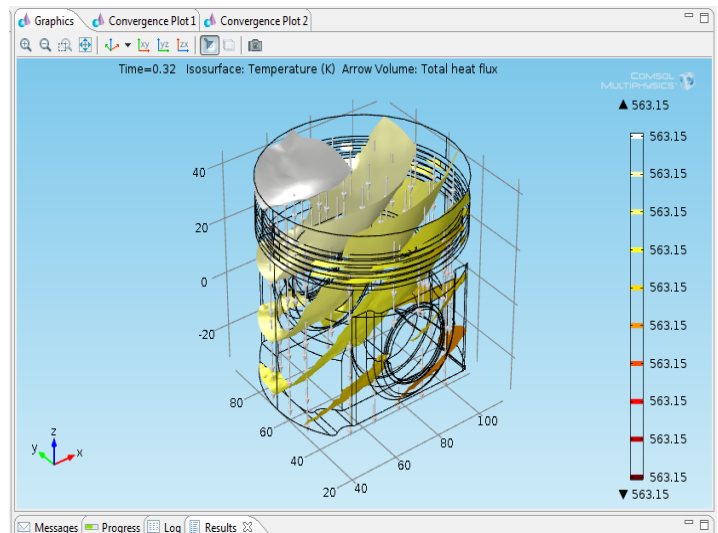 Graphics Convergence Plot 1 Convergence Plot 2
xy yz zx
Time=0.32 Isosurface: Temperature (K) Arrow Volume: Total heat flux
COMSOL
MULTIPHYSICS
▲ 563.15
563.15
563.15
563.15
563.15
563.15
563.15
563.15
563.15
563.15
563.15
▼ 563.15
40
20
0
-20
80
60
40
20
40
60
80
100
z
y
x
Messages Progress Log Results